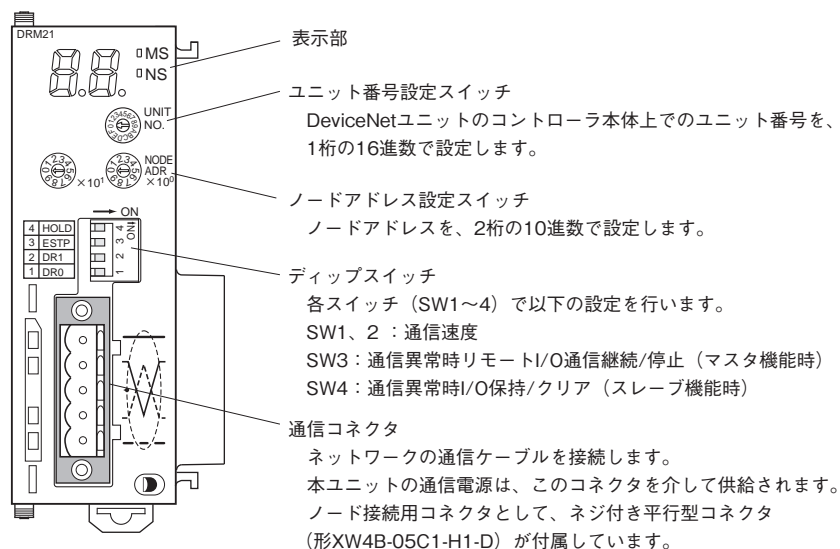 DRM21
MS
NS
UNIT
NO.
0123456789ABCDEF
NODE
ADR
×10¹
×10⁰
0123456789
0123456789
→ ON
4 HOLD
3 ESTP
2 DR1
1 DR0
ON
1 2 3 4
表示部
ユニット番号設定スイッチ
DeviceNetユニットのコントローラ本体上でのユニット番号を、
1桁の16進数で設定します。
ノードアドレス設定スイッチ
ノードアドレスを、2桁の10進数で設定します。
ディップスイッチ
各スイッチ（SW1～4）で以下の設定を行います。
SW1、2 ：通信速度
SW3：通信異常時リモートI/O通信継続/停止（マスタ機能時）
SW4：通信異常時I/O保持/クリア（スレーブ機能時）
通信コネクタ
ネットワークの通信ケーブルを接続します。
本ユニットの通信電源は、このコネクタを介して供給されます。
ノード接続用コネクタとして、ネジ付き平行型コネクタ
（形XW4B-05C1-H1-D）が付属しています。